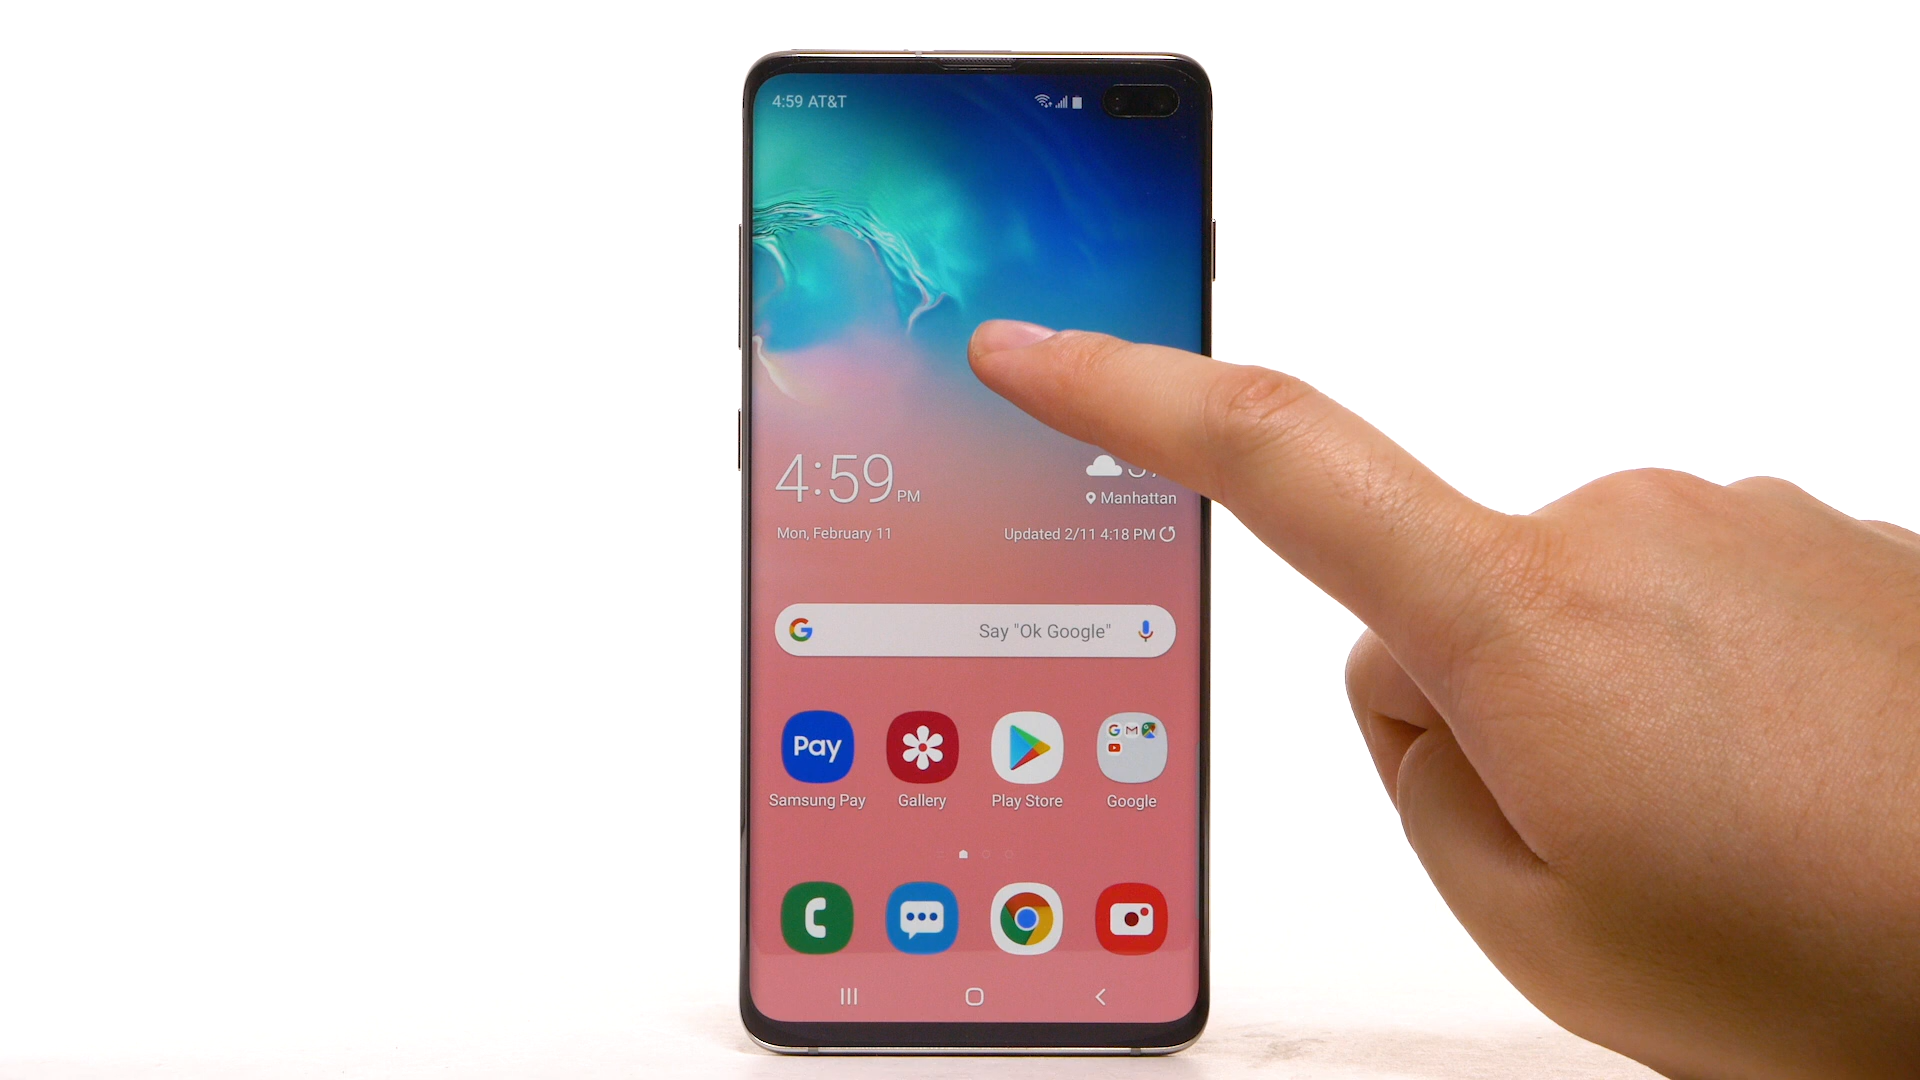 4:59 AT&T
4:59 PM
Manhattan
Mon, February 11
Updated 2/11 4:18 PM
G Say "Ok Google"
Pay
G M
Samsung Pay
Gallery
Play Store
Google